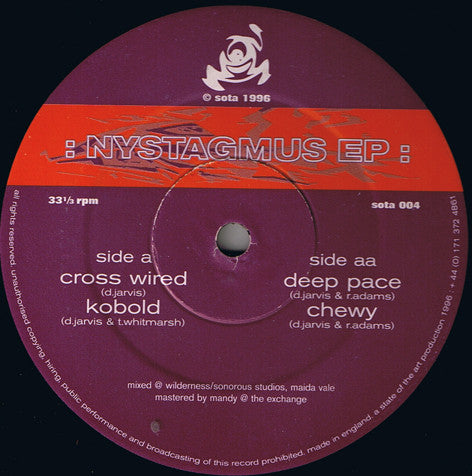 © sota 1996
: NYSTAGMUS EP :
33 1/3 rpm
sota 004
side a
cross wired
(d.jarvis)
kobold
(d.jarvis & t.whitmarsh)
side aa
deep pace
(d.jarvis & r.adams)
chewy
(d.jarvis & r.adams)
mixed @ wilderness/sonorous studios, maida vale
mastered by mandy @ the exchange
all rights reserved. unauthorised copying, hiring, public performance and broadcasting of this record prohibited. made in england. a state of the art production 1996 : + 44 (0) 171 372 4861